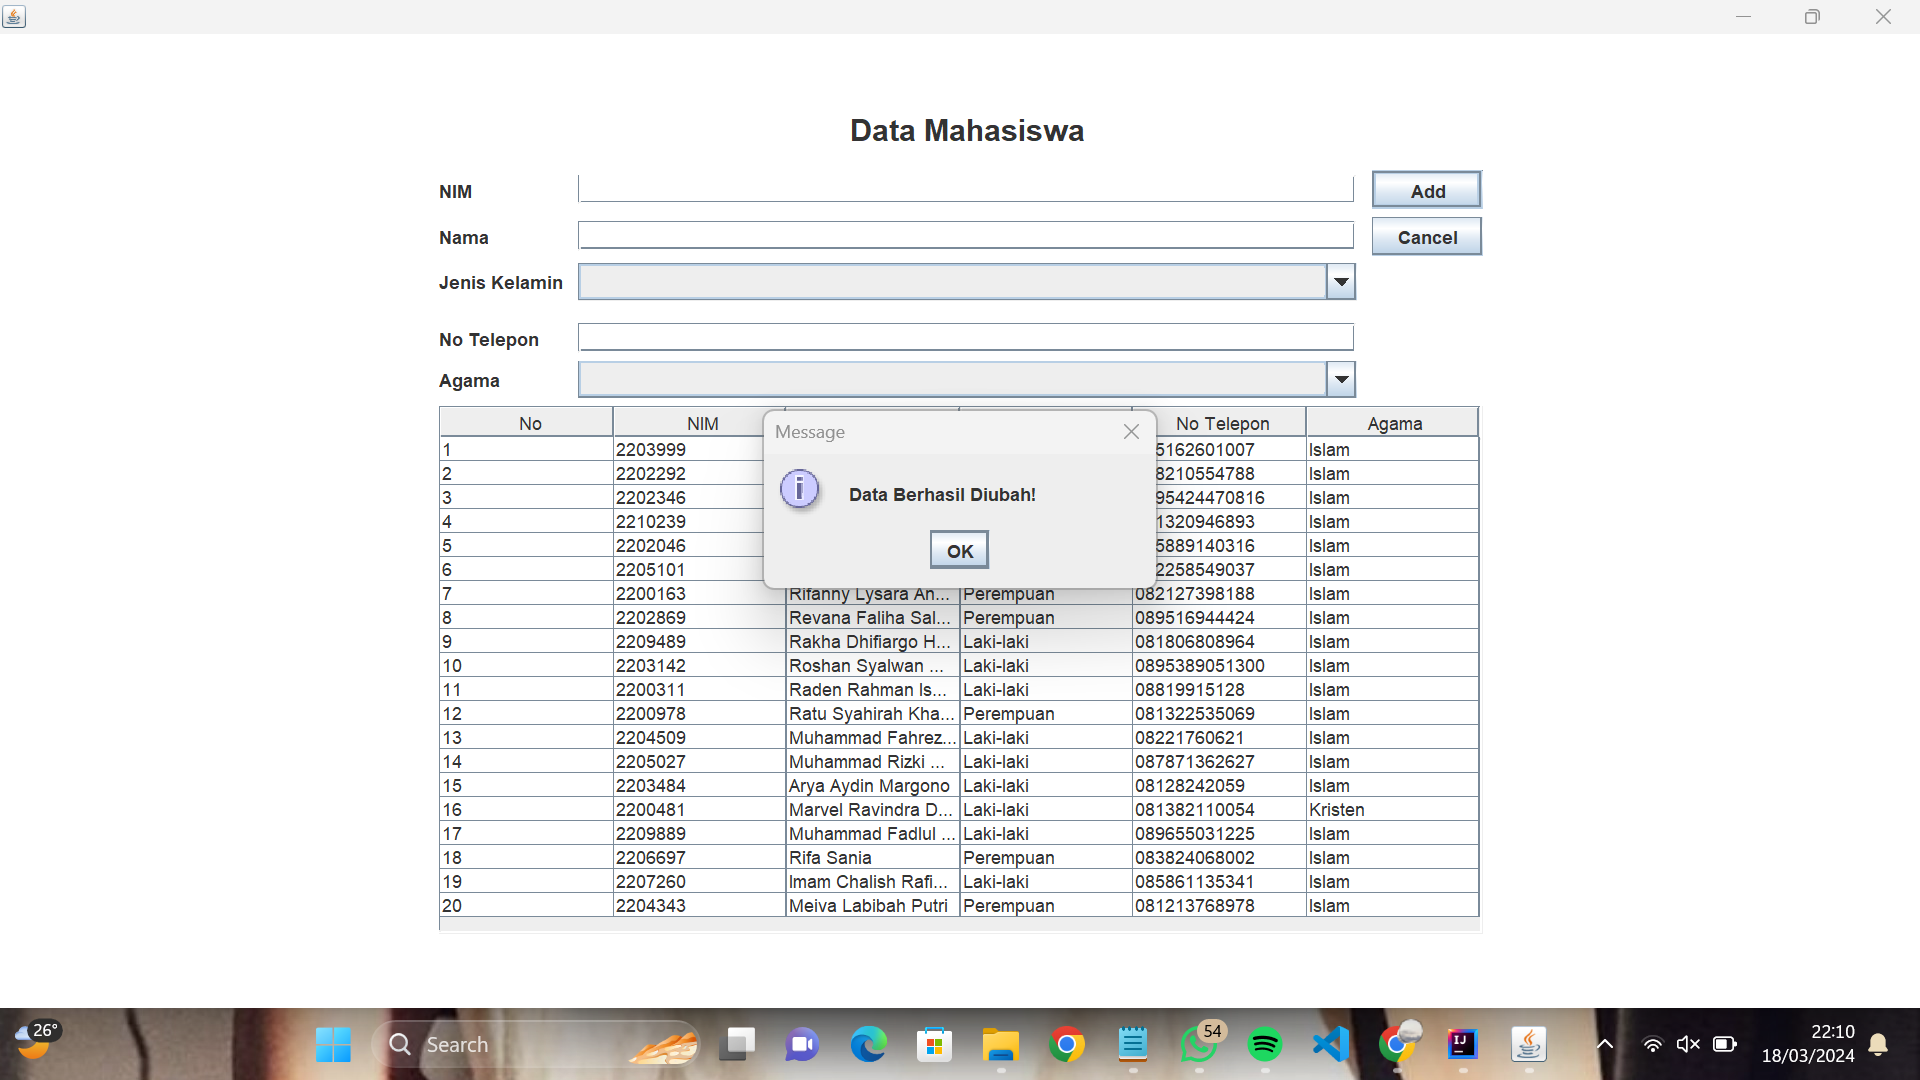 Data Mahasiswa
NIM
Add
Nama
Cancel
Jenis Kelamin
No Telepon
Agama
No NIM No Telepon Agama
Message
Data Berhasil Diubah!
OK
1 2203999 5162601007 Islam
2 2202292 8210554788 Islam
3 2202346 95424470816 Islam
4 2210239 1320946893 Islam
5 2202046 5889140316 Islam
6 2205101 2258549037 Islam
7 2200163 Rifanny Lysara An... Perempuan 082127398188 Islam
8 2202869 Revana Faliha Sal... Perempuan 089516944424 Islam
9 2209489 Rakha Dhifiargo H... Laki-laki 081806808964 Islam
10 2203142 Roshan Syalwan ... Laki-laki 0895389051300 Islam
11 2200311 Raden Rahman Is... Laki-laki 08819915128 Islam
12 2200978 Ratu Syahirah Kha... Perempuan 081322535069 Islam
13 2204509 Muhammad Fahrez... Laki-laki 08221760621 Islam
14 2205027 Muhammad Rizki ... Laki-laki 087871362627 Islam
15 2203484 Arya Aydin Margono Laki-laki 08128242059 Islam
16 2200481 Marvel Ravindra D... Laki-laki 081382110054 Kristen
17 2209889 Muhammad Fadlul ... Laki-laki 089655031225 Islam
18 2206697 Rifa Sania Perempuan 083824068002 Islam
19 2207260 Imam Chalish Rafi... Laki-laki 085861135341 Islam
20 2204343 Meiva Labibah Putri Perempuan 081213768978 Islam
26°
Search
54
IJ
22:10
18/03/2024